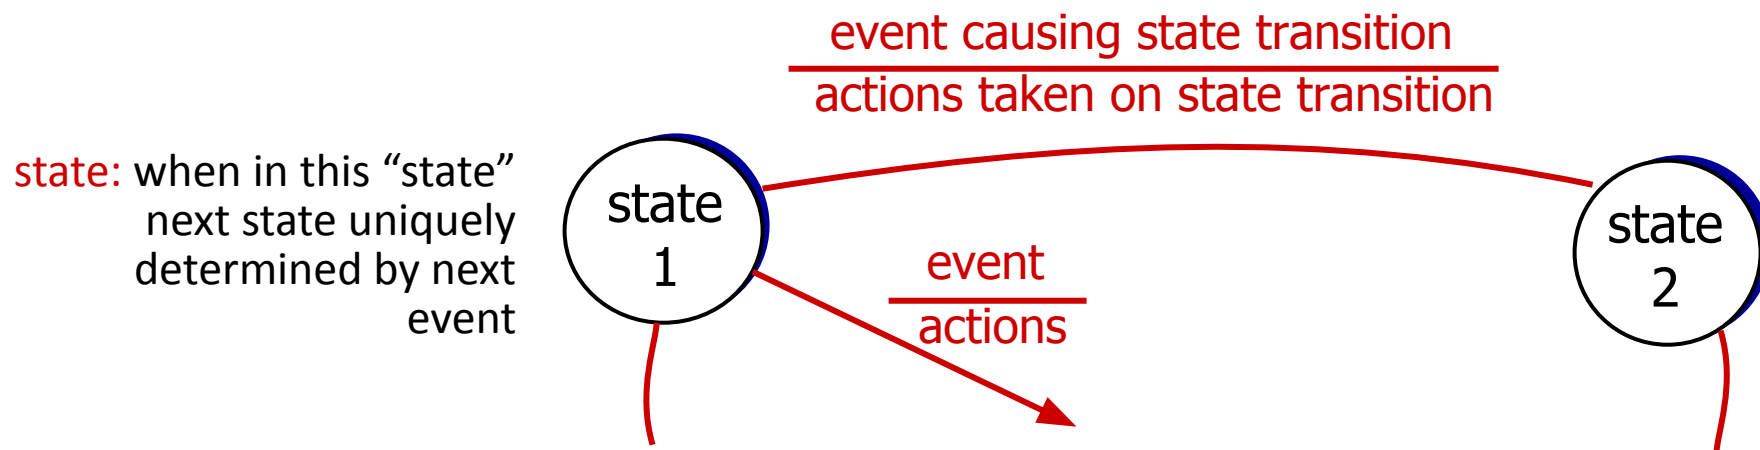 event causing state transition
actions taken on state transition
state: when in this “state”
next state uniquely
determined by next
event
state
1
event
actions
state
2